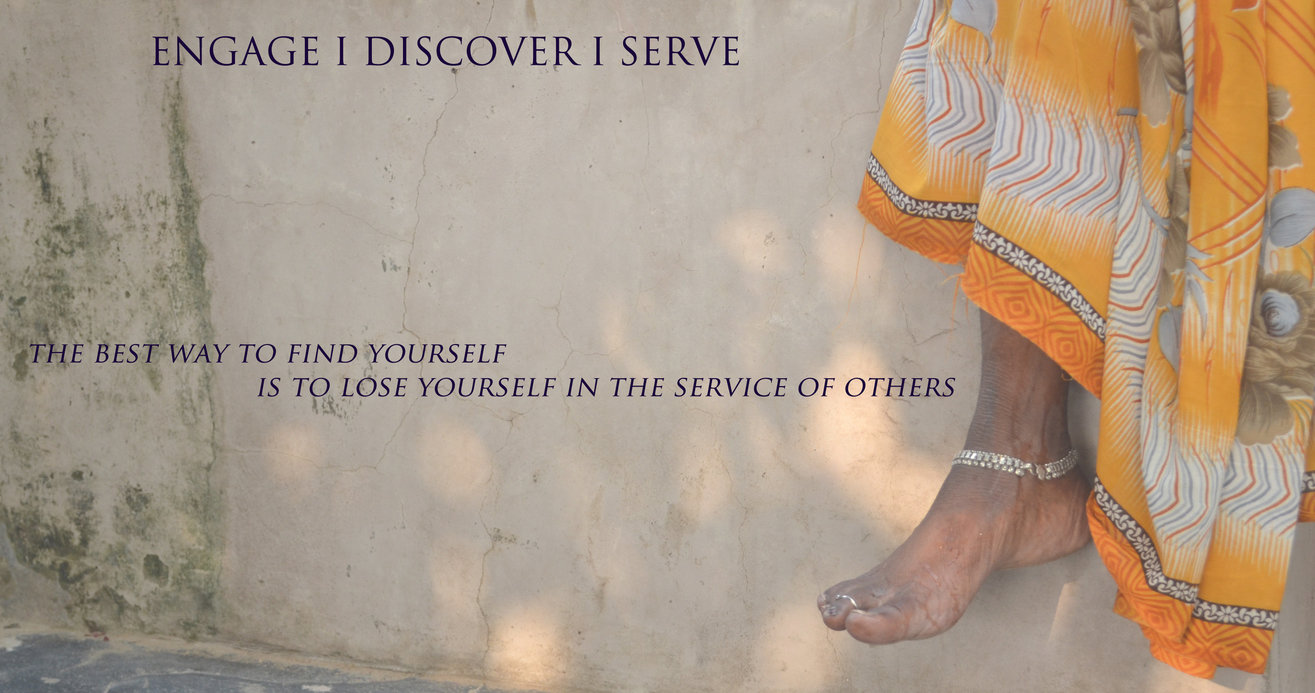 ENGAGE I DISCOVER I SERVE
THE BEST WAY TO FIND YOURSELF
IS TO LOSE YOURSELF IN THE SERVICE OF OTHERS